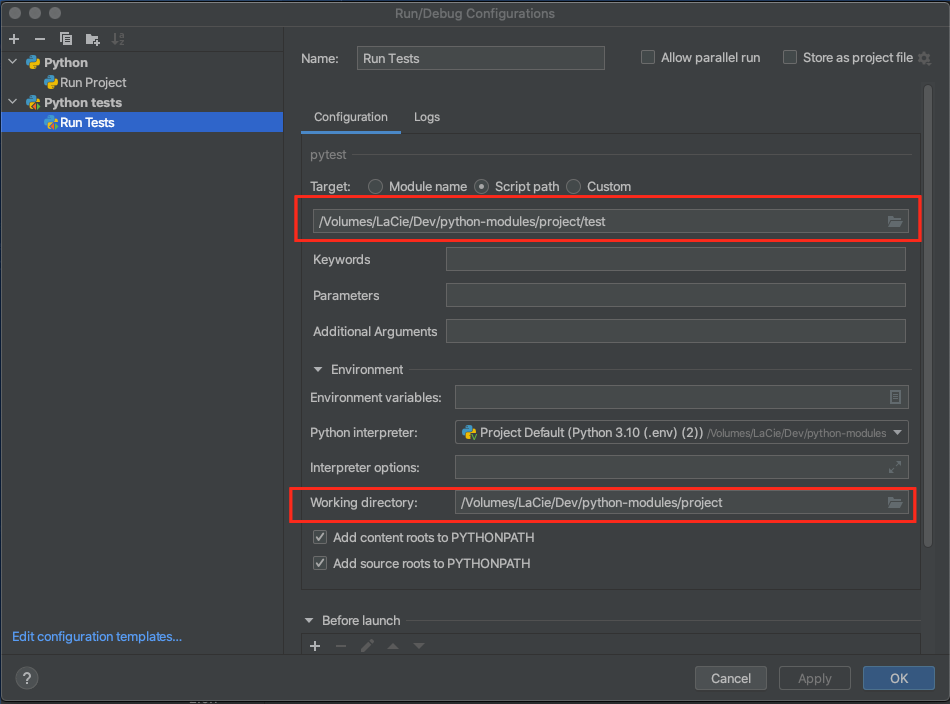 Run/Debug Configurations
Python
Run Project
Python tests
Run Tests
Edit configuration templates...
Name: Run Tests Allow parallel run Store as project file
Configuration Logs
pytest
Target: Module name Script path Custom
/Volumes/LaCie/Dev/python-modules/project/test
Keywords
Parameters
Additional Arguments
Environment
Environment variables:
Python interpreter: Project Default (Python 3.10 (.env) (2)) /Volumes/LaCie/Dev/python-modules
Interpreter options:
Working directory: /Volumes/LaCie/Dev/python-modules/project
Add content roots to PYTHONPATH
Add source roots to PYTHONPATH
Before launch
? Cancel Apply OK